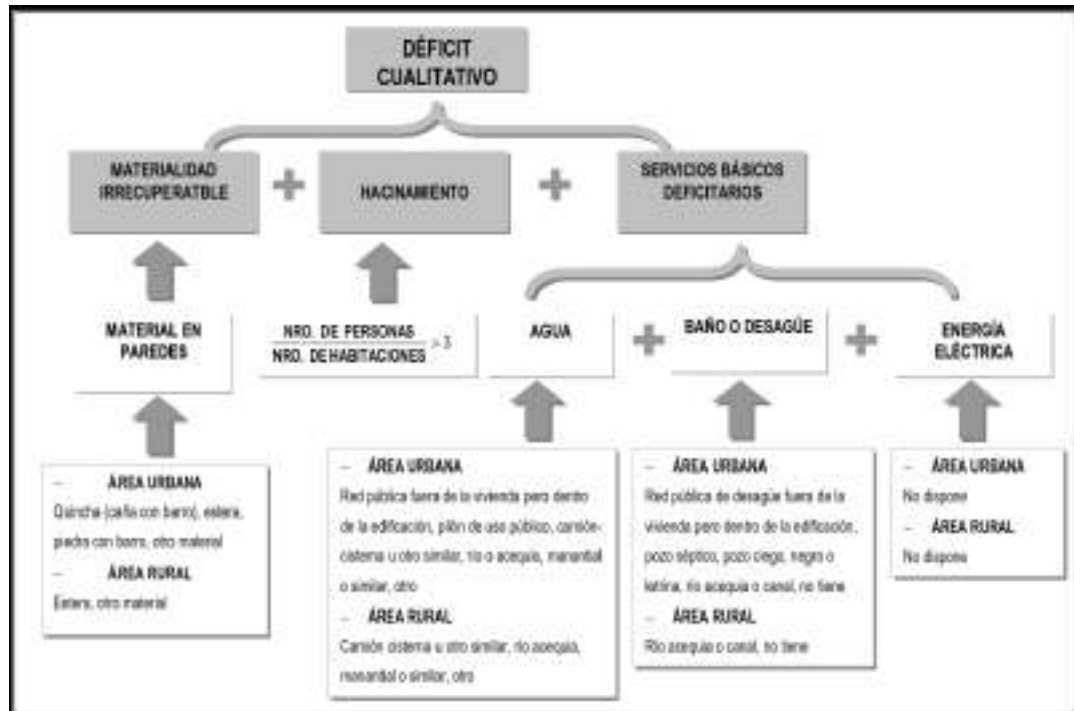 DÉFICIT
CUALITATIVO
MATERIALIDAD
IRRECUPERATBLE
HACINAMIENTO
SERVICIOS BÁSICOS
DEFICITARIOS
MATERIAL EN
PAREDES
NRO. DE PERSONAS
NRO. DE HABITACIONES
> 3
AGUA
BAÑO O DESAGÜE
ENERGÍA
ELÉCTRICA
– ÁREA URBANA
Quincha (caña con barro), estera,
piedra con barro, otro material
– ÁREA RURAL
Estera, otro material
– ÁREA URBANA
Red pública fuera de la vivienda pero dentro
de la edificación, pilón de uso público, camión-
cisterna u otro similar, río o acequia, manantial
o similar, otro
– ÁREA RURAL
Camión cisterna u otro similar, río acequia,
manantial o similar, otro
– ÁREA URBANA
Red pública de desagüe fuera de la
vivienda pero dentro de la edificación,
pozo séptico, pozo ciego, negro o
letrina, río acequia o canal, no tiene
– ÁREA RURAL
Río acequia o canal, no tiene
– ÁREA URBANA
No dispone
– ÁREA RURAL
No dispone